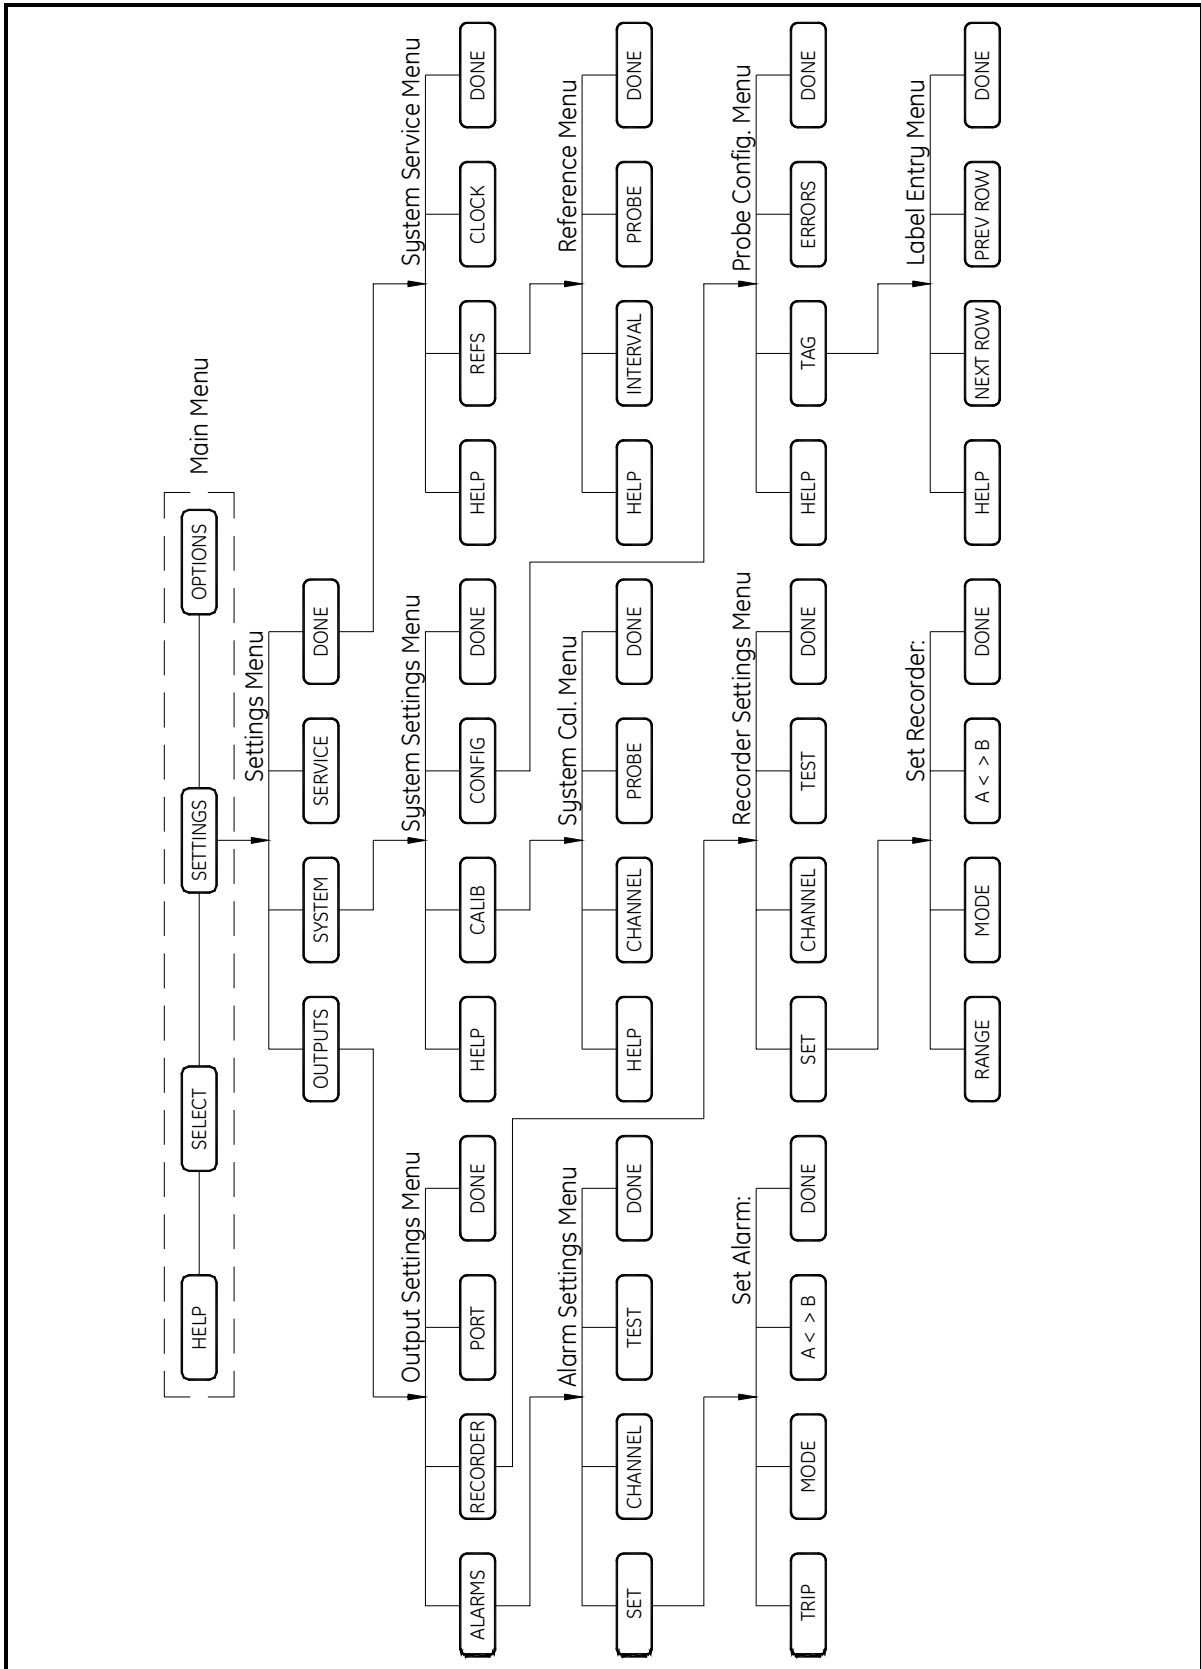 Main Menu
HELP
SELECT
SETTINGS
OPTIONS
Settings Menu
OUTPUTS
SYSTEM
SERVICE
DONE
Output Settings Menu
ALARMS
RECORDER
PORT
DONE
System Settings Menu
HELP
CALIB
CONFIG
DONE
System Service Menu
HELP
REFS
CLOCK
DONE
Alarm Settings Menu
SET
CHANNEL
TEST
DONE
System Cal. Menu
HELP
CHANNEL
PROBE
DONE
Reference Menu
HELP
INTERVAL
PROBE
DONE
Set Alarm:
TRIP
MODE
A < > B
DONE
Recorder Settings Menu
SET
CHANNEL
TEST
DONE
Probe Config. Menu
HELP
TAG
ERRORS
DONE
Set Recorder:
RANGE
MODE
A < > B
DONE
Label Entry Menu
HELP
NEXT ROW
PREV ROW
DONE